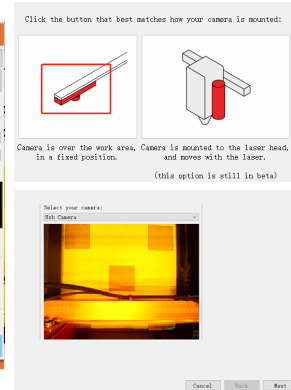 Click the button that best matches how your camera is mounted:
Camera is over the work area,
in a fixed position.
Camera is mounted to the laser head,
and moves with the laser.
(this option is still in beta)
Select your camera:
Usb Camera
Cancel
Back
Next